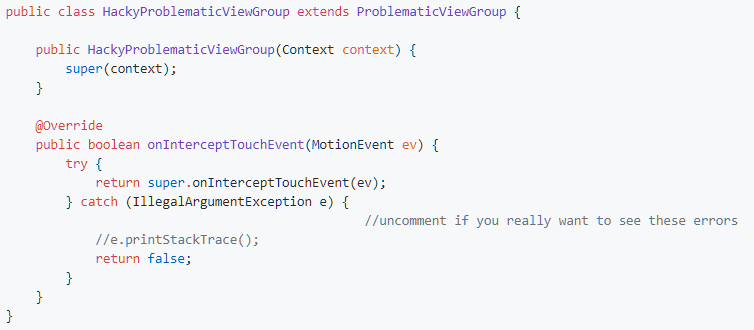 public class HackyProblematicViewGroup extends ProblematicViewGroup {
public HackyProblematicViewGroup(Context context) {
super(context);
}
@Override
public boolean onInterceptTouchEvent(MotionEvent ev) {
try {
return super.onInterceptTouchEvent(ev);
} catch (IllegalArgumentException e) {
//uncomment if you really want to see these errors
//e.printStackTrace();
return false;
}
}
}